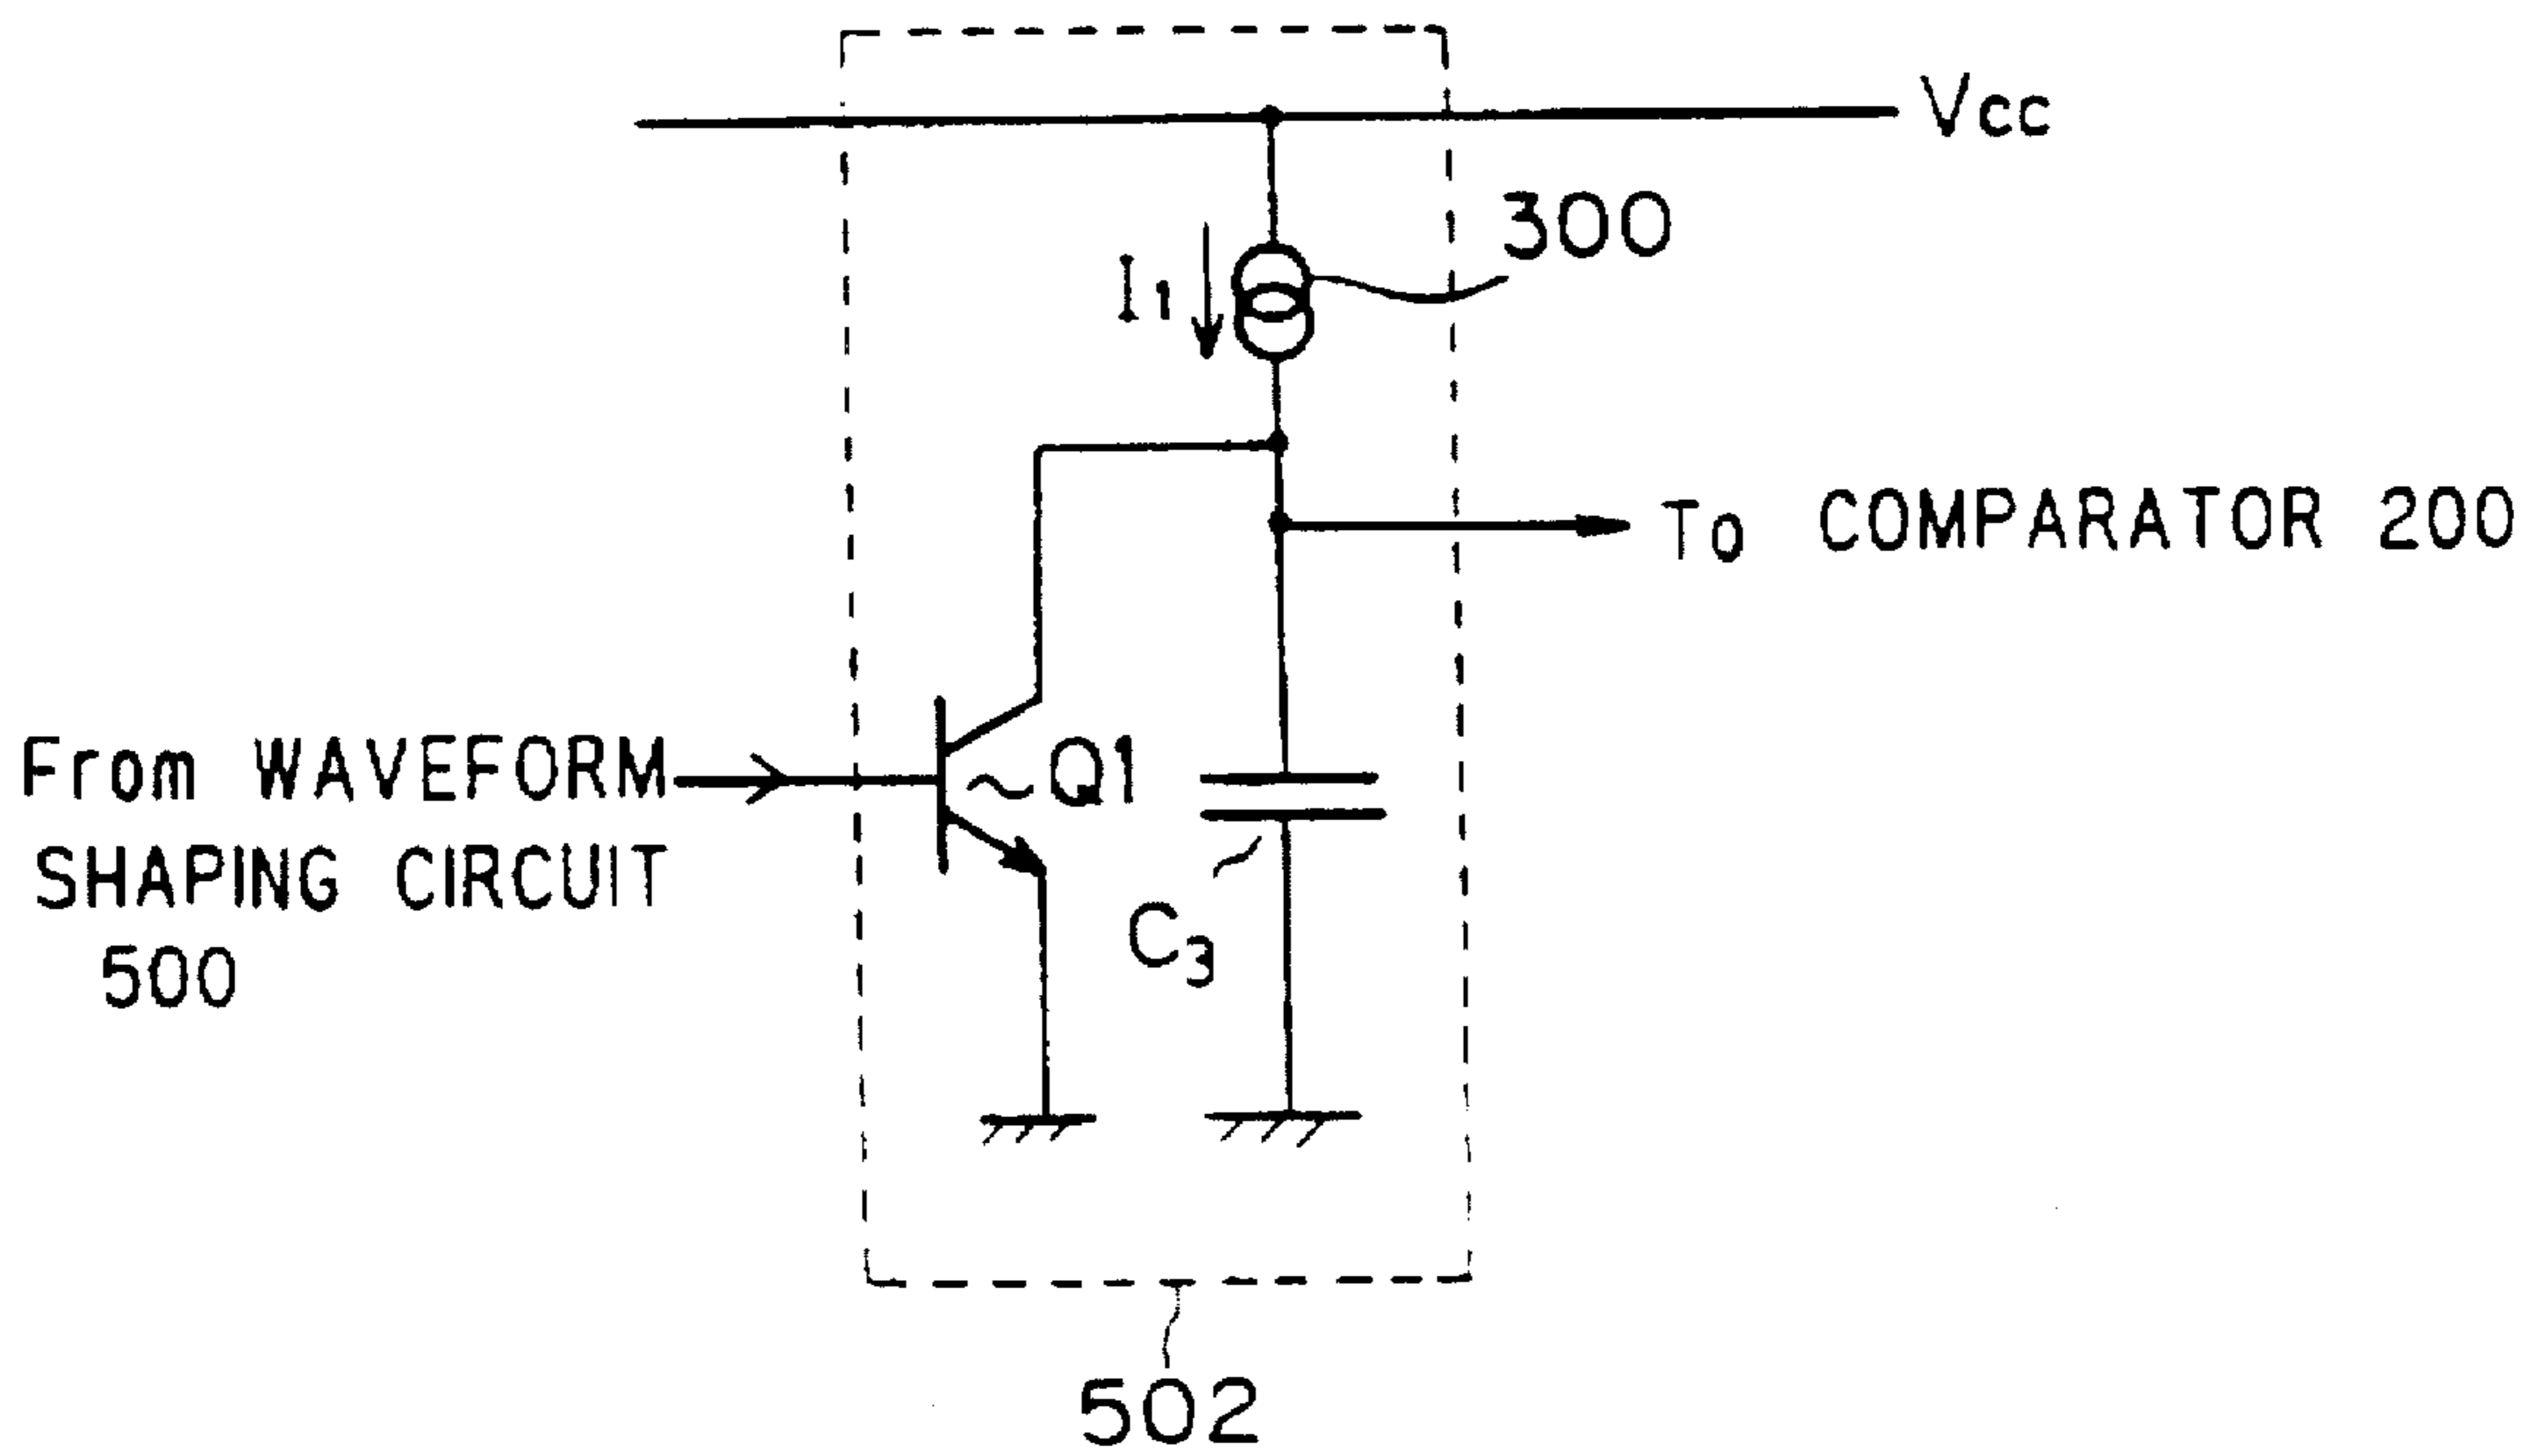 Vcc
300
I1
To COMPARATOR 200
From WAVEFORM
SHAPING CIRCUIT
500
Q1
C3
502